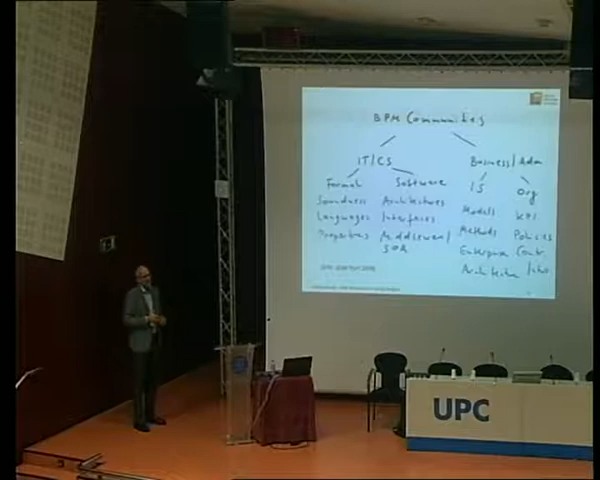 BPM Communities
IT/CS
Business/Adm
Formal
Software
IS
Org
Soundness
Architectures
Models
KPI
Languages
Interfaces
Methods
Policies
Properties
Middleware/
Enterprise
SOA
Architecture
UPC